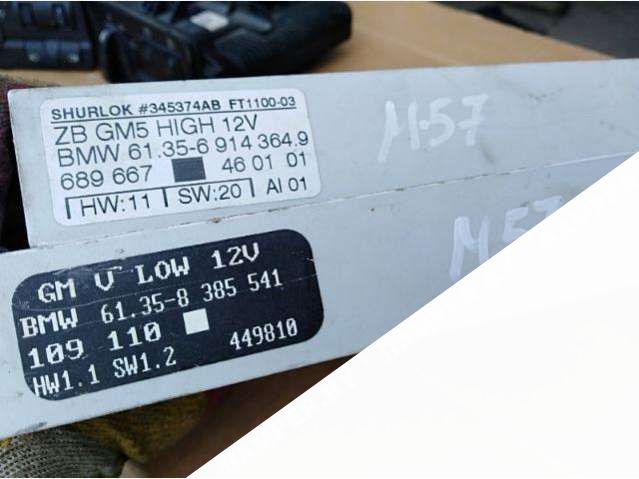 SHURLOK #345374AB FT1100-03
ZB GM5 HIGH 12V
BMW 61.35-6 914 364.9
689 667 46 01 01
HW:11 SW:20 AI 01
M57
GM V LOW 12V
BMW 61.35-8 385 541
109 110
449810
HW1.1 SW1.2
M57